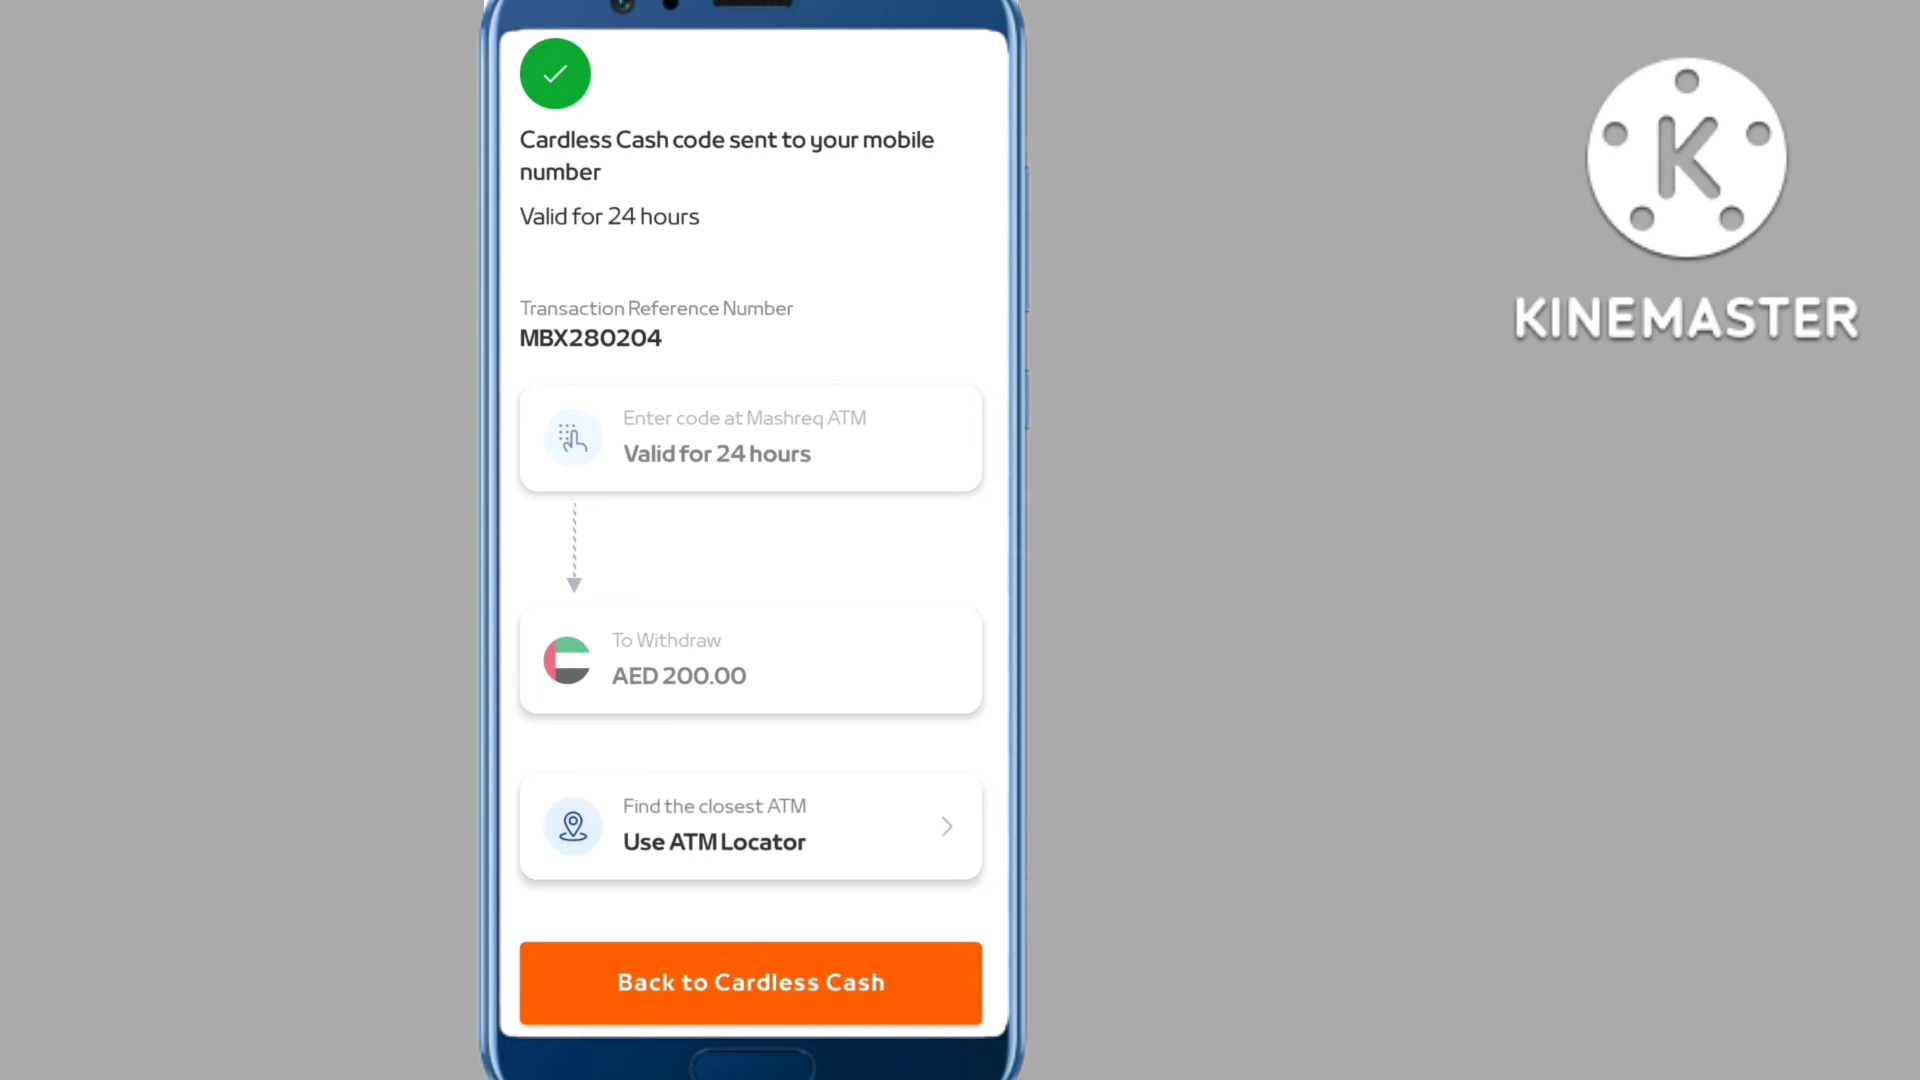 Cardless Cash code sent to your mobile
number
Valid for 24 hours
Transaction Reference Number
MBX280204
Enter code at Mashreq ATM
Valid for 24 hours
To Withdraw
AED 200.00
Find the closest ATM
Use ATM Locator
Back to Cardless Cash
K
KINEMASTER